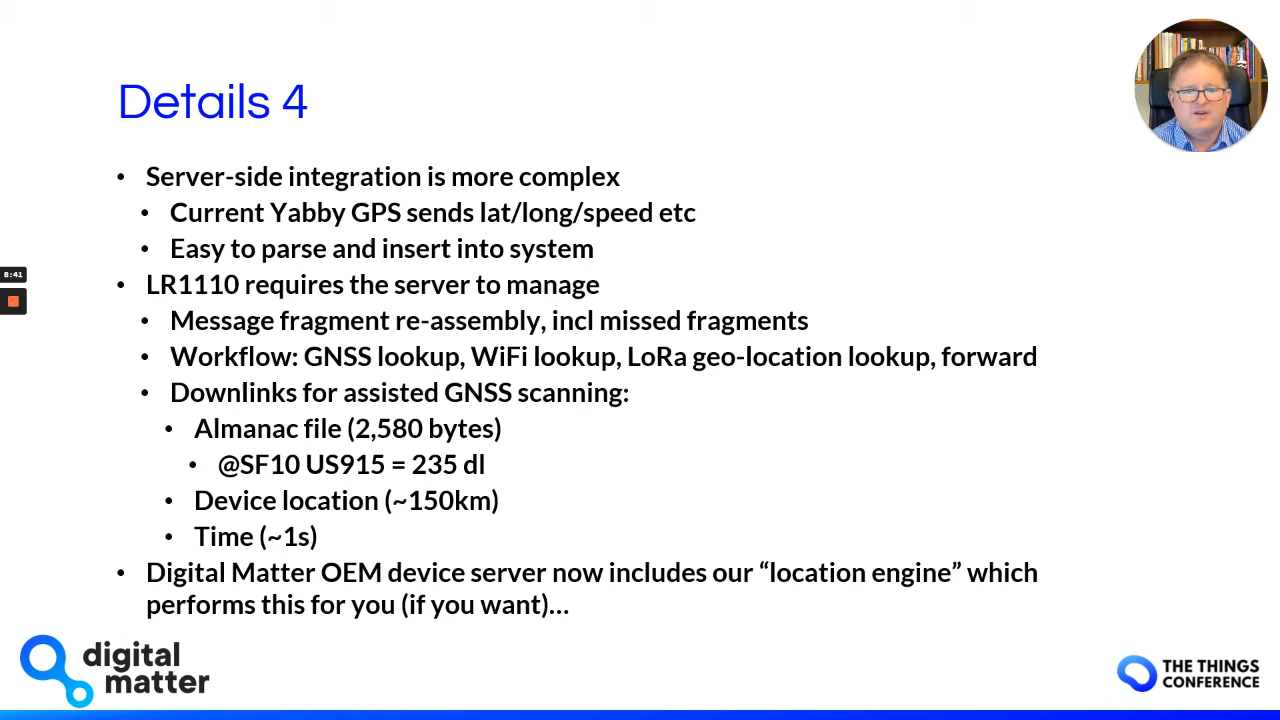 Details 4
• Server-side integration is more complex
• Current Yabby GPS sends lat/long/speed etc
• Easy to parse and insert into system
8:41
• LR1110 requires the server to manage
• Message fragment re-assembly, incl missed fragments
• Workflow: GNSS lookup, WiFi lookup, LoRa geo-location lookup, forward
• Downlinks for assisted GNSS scanning:
• Almanac file (2,580 bytes)
• @SF10 US915 = 235 dl
• Device location (~150km)
• Time (~1s)
• Digital Matter OEM device server now includes our “location engine” which
performs this for you (if you want)…
digital
matter
THE THINGS
CONFERENCE